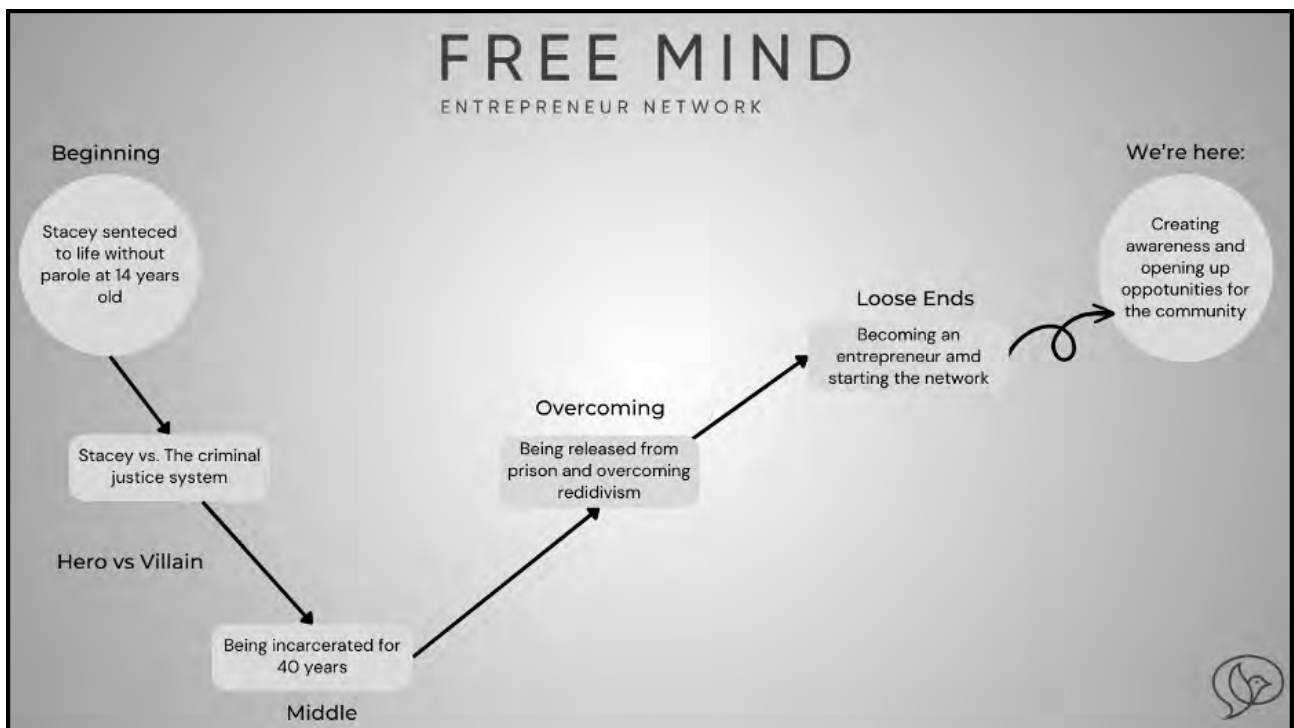 FREE MIND
ENTREPRENEUR NETWORK
Beginning
Stacey senteced
to life without
parole at 14 years
old
Stacey vs. The criminal
justice system
Hero vs Villain
Being incarcerated for
40 years
Middle
Overcoming
Being released from
prison and overcoming
redidivism
Loose Ends
Becoming an
entrepreneur amd
starting the network
We're here:
Creating
awareness and
opening up
oppotunities for
the community